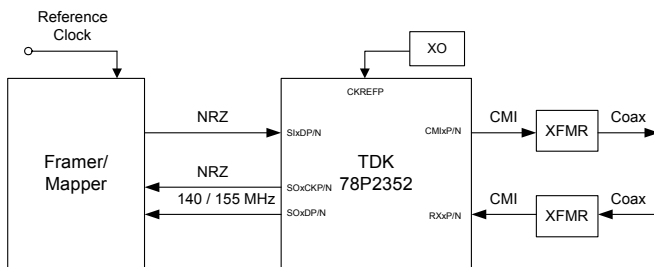 Reference
Clock
XO
CKREFP
NRZ
SIxDP/N
CMIxP/N
CMI
XFMR
Coax
Framer/
Mapper
TDK
78P2352
NRZ
SOxCKP/N
140 / 155 MHz
SOxDP/N
RXxP/N
CMI
XFMR
Coax